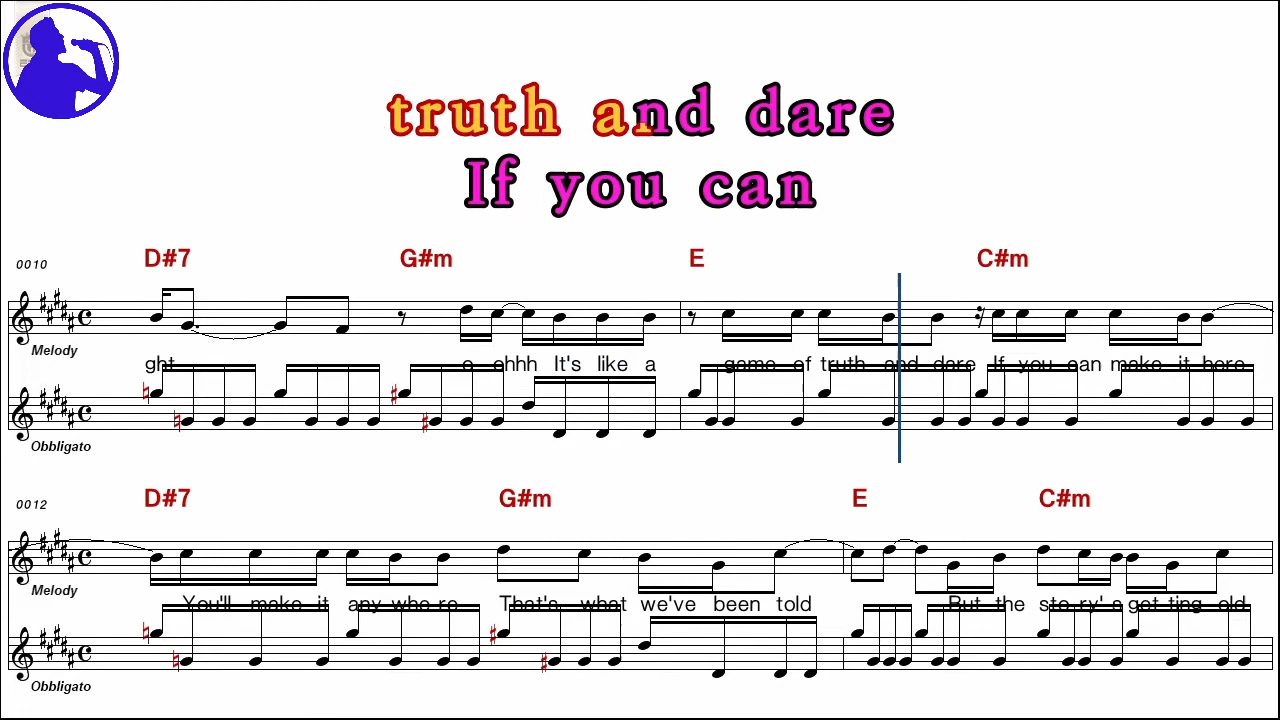 truth and dare
If you can
0010 D#7 G#m E C#m
Melody
ght o ohhh It's like a game of truth and dare If you can make it here
Obbligato
0012 D#7 G#m E C#m
Melody
You'll make it any whe re That's what we've been told But the sto ry's get ting old
Obbligato